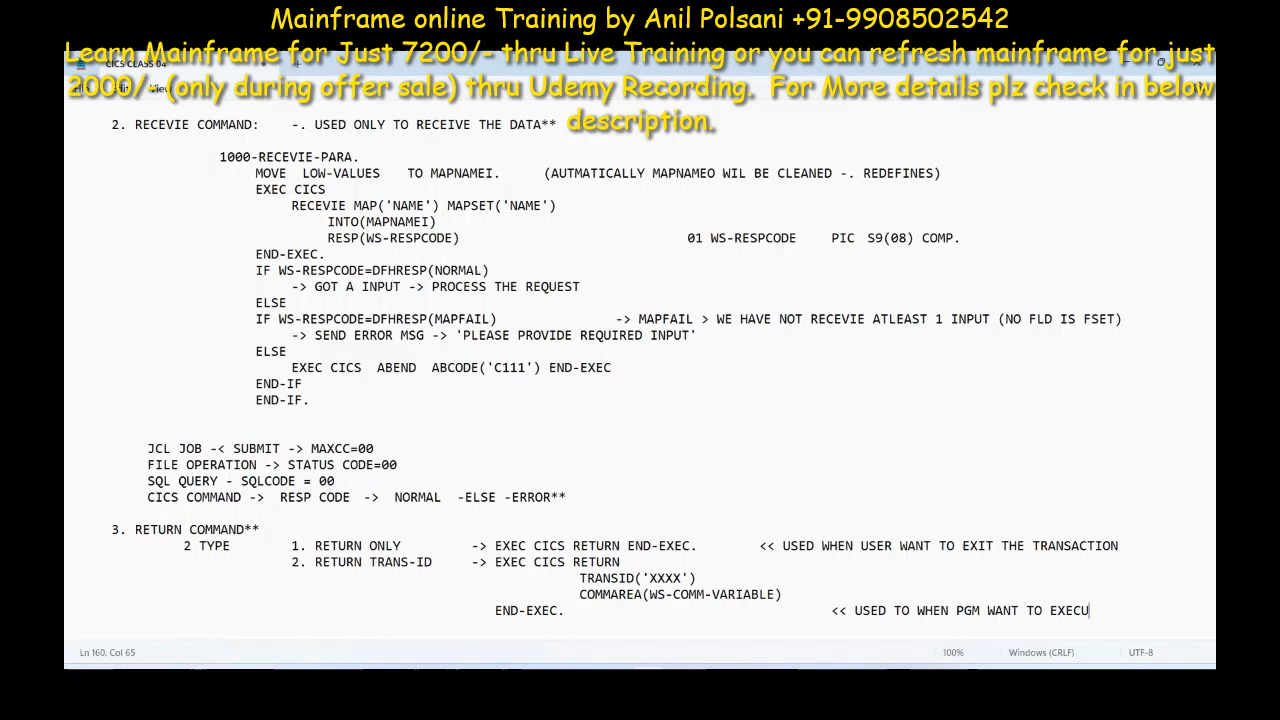 Mainframe online Training by Anil Polsani +91-9908502542
Learn Mainframe for Just 7200/- thru Live Training or you can refresh mainframe for just
2000/- (only during offer sale) thru Udemy Recording. For More details plz check in below
description.
CICS CLASS 04
File Edit View
2. RECEVIE COMMAND: -. USED ONLY TO RECEIVE THE DATA**
1000-RECEVIE-PARA.
MOVE LOW-VALUES TO MAPNAMEI. (AUTMATICALLY MAPNAMEO WIL BE CLEANED -. REDEFINES)
EXEC CICS
RECEVIE MAP('NAME') MAPSET('NAME')
INTO(MAPNAMEI)
RESP(WS-RESPCODE) 01 WS-RESPCODE PIC S9(08) COMP.
END-EXEC.
IF WS-RESPCODE=DFHRESP(NORMAL)
-> GOT A INPUT -> PROCESS THE REQUEST
ELSE
IF WS-RESPCODE=DFHRESP(MAPFAIL) -> MAPFAIL > WE HAVE NOT RECEVIE ATLEAST 1 INPUT (NO FLD IS FSET)
-> SEND ERROR MSG -> 'PLEASE PROVIDE REQUIRED INPUT'
ELSE
EXEC CICS ABEND ABCODE('C111') END-EXEC
END-IF
END-IF.
JCL JOB -< SUBMIT -> MAXCC=00
FILE OPERATION -> STATUS CODE=00
SQL QUERY - SQLCODE = 00
CICS COMMAND -> RESP CODE -> NORMAL -ELSE -ERROR**
3. RETURN COMMAND**
2 TYPE 1. RETURN ONLY -> EXEC CICS RETURN END-EXEC. << USED WHEN USER WANT TO EXIT THE TRANSACTION
2. RETURN TRANS-ID -> EXEC CICS RETURN
TRANSID('XXXX')
COMMAREA(WS-COMM-VARIABLE)
END-EXEC. << USED TO WHEN PGM WANT TO EXECU
Ln 160, Col 65 100% Windows (CRLF) UTF-8